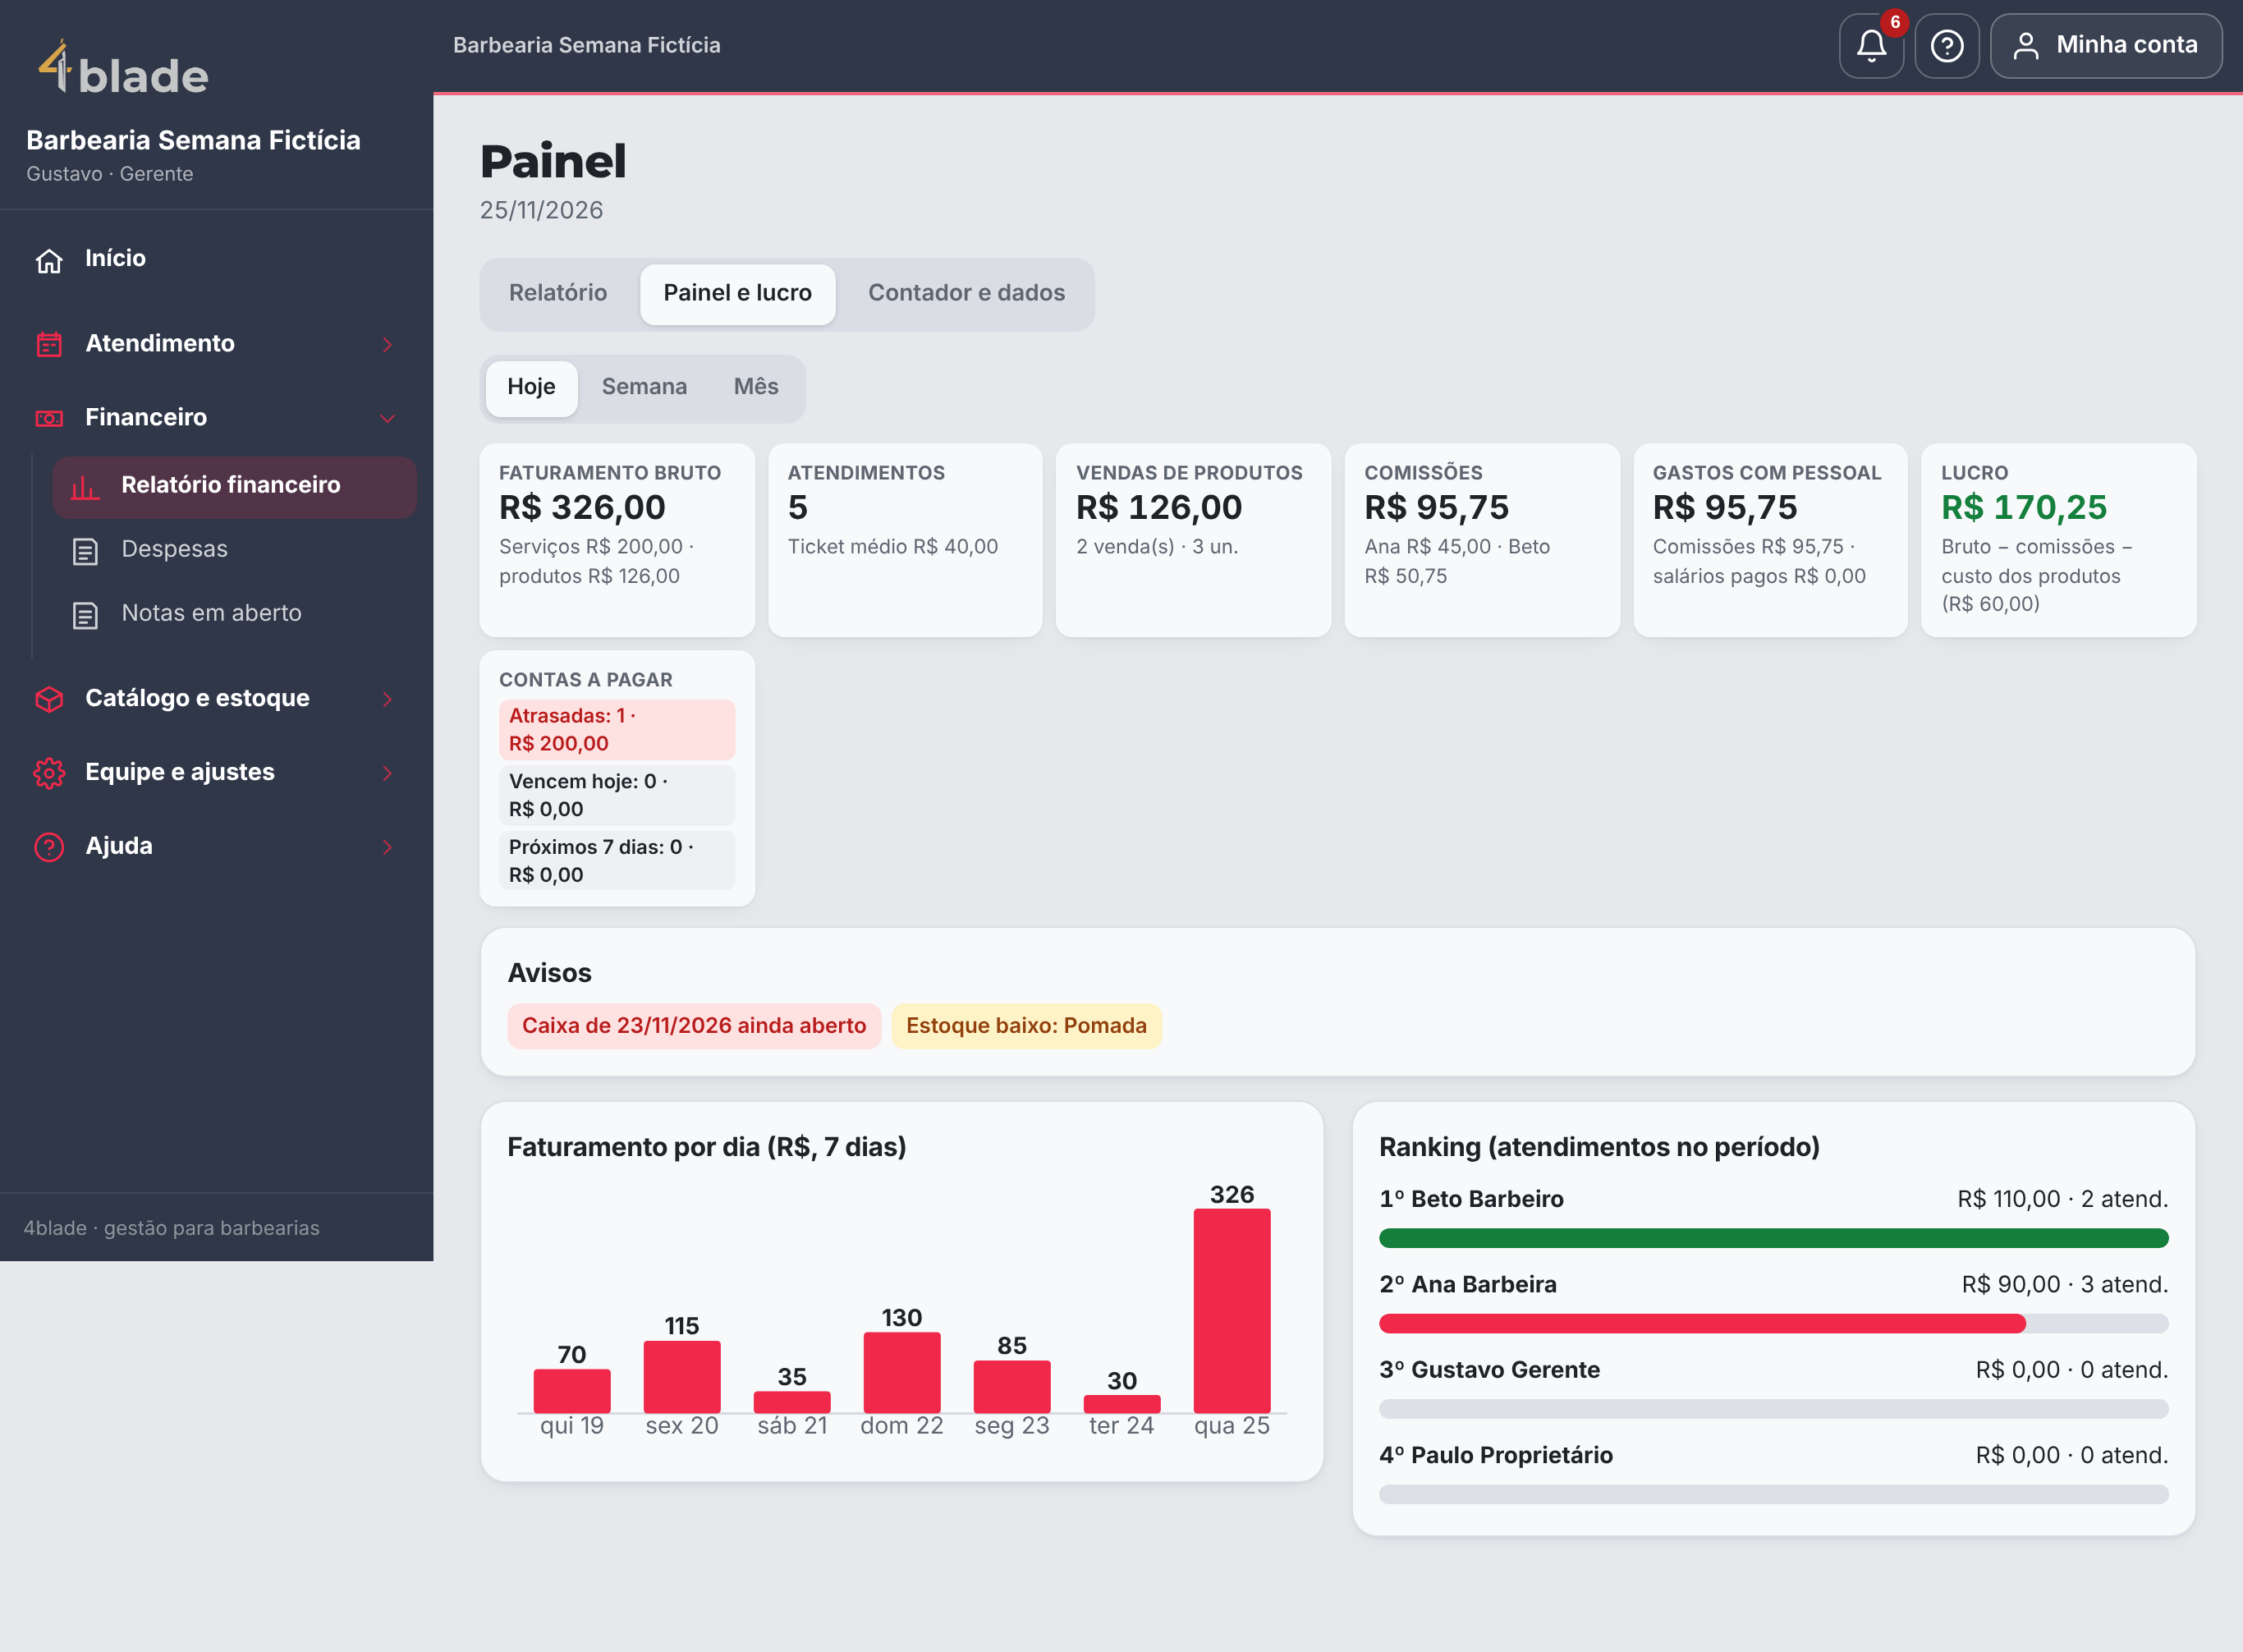 4blade
Barbearia Semana Fictícia
Gustavo · Gerente
Início
Atendimento
Financeiro
Relatório financeiro
Despesas
Notas em aberto
Catálogo e estoque
Equipe e ajustes
Ajuda
4blade · gestão para barbearias
Barbearia Semana Fictícia
6
Minha conta
Painel
25/11/2026
Relatório
Painel e lucro
Contador e dados
Hoje
Semana
Mês
FATURAMENTO BRUTO
R$ 326,00
Serviços R$ 200,00 ·
produtos R$ 126,00
ATENDIMENTOS
5
Ticket médio R$ 40,00
VENDAS DE PRODUTOS
R$ 126,00
2 venda(s) · 3 un.
COMISSÕES
R$ 95,75
Ana R$ 45,00 · Beto
R$ 50,75
GASTOS COM PESSOAL
R$ 95,75
Comissões R$ 95,75 ·
salários pagos R$ 0,00
LUCRO
R$ 170,25
Bruto − comissões −
custo dos produtos
(R$ 60,00)
CONTAS A PAGAR
Atrasadas: 1 ·
R$ 200,00
Vencem hoje: 0 ·
R$ 0,00
Próximos 7 dias: 0 ·
R$ 0,00
Avisos
Caixa de 23/11/2026 ainda aberto
Estoque baixo: Pomada
Faturamento por dia (R$, 7 dias)
70
115
35
130
85
30
326
qui 19
sex 20
sáb 21
dom 22
seg 23
ter 24
qua 25
Ranking (atendimentos no período)
1º Beto Barbeiro
R$ 110,00 · 2 atend.
2º Ana Barbeira
R$ 90,00 · 3 atend.
3º Gustavo Gerente
R$ 0,00 · 0 atend.
4º Paulo Proprietário
R$ 0,00 · 0 atend.